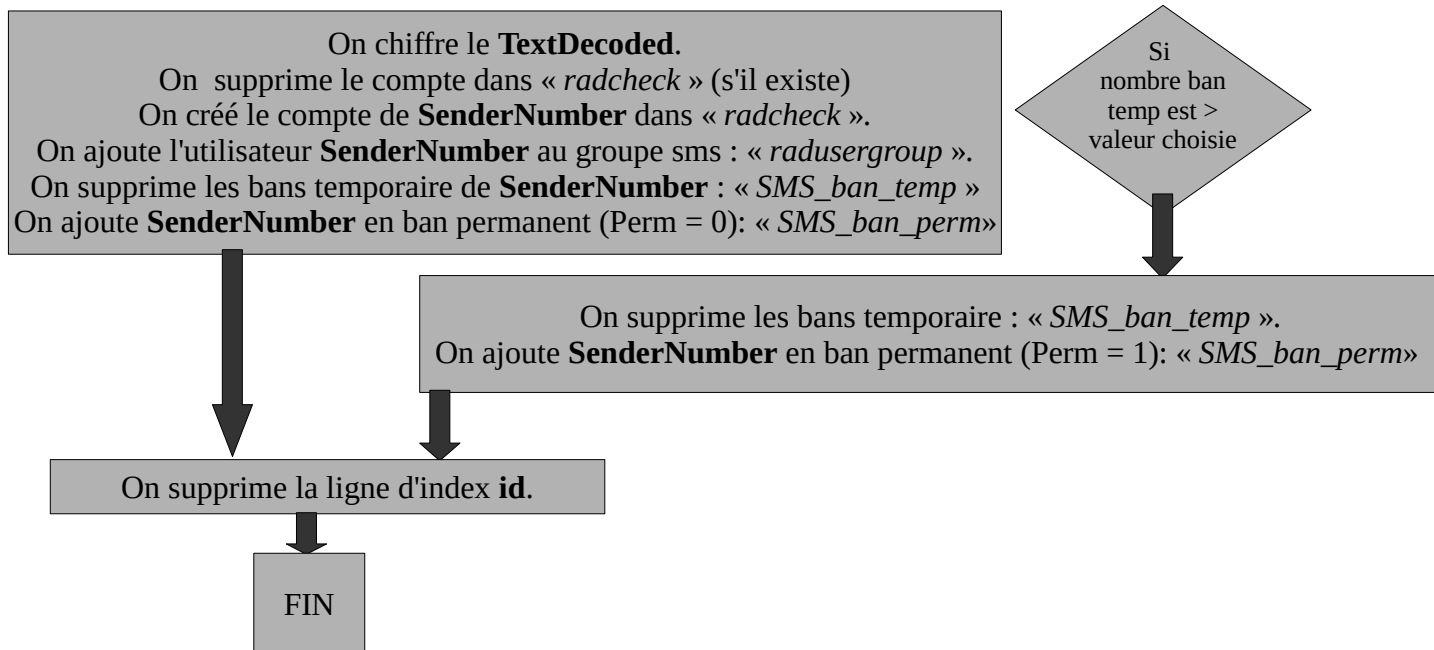 On chiffre le TextDecoded.
On  supprime le compte dans « radcheck » (s'il existe)
On créé le compte de SenderNumber dans « radcheck ».
On ajoute l'utilisateur SenderNumber au groupe sms : « radusergroup ».
On supprime les bans temporaire de SenderNumber : « SMS_ban_temp »
On ajoute SenderNumber en ban permanent (Perm = 0): « SMS_ban_perm»
Si
nombre ban
temp est >
valeur choisie
On supprime les bans temporaire : « SMS_ban_temp ».
On ajoute SenderNumber en ban permanent (Perm = 1): « SMS_ban_perm»
On supprime la ligne d'index id.
FIN